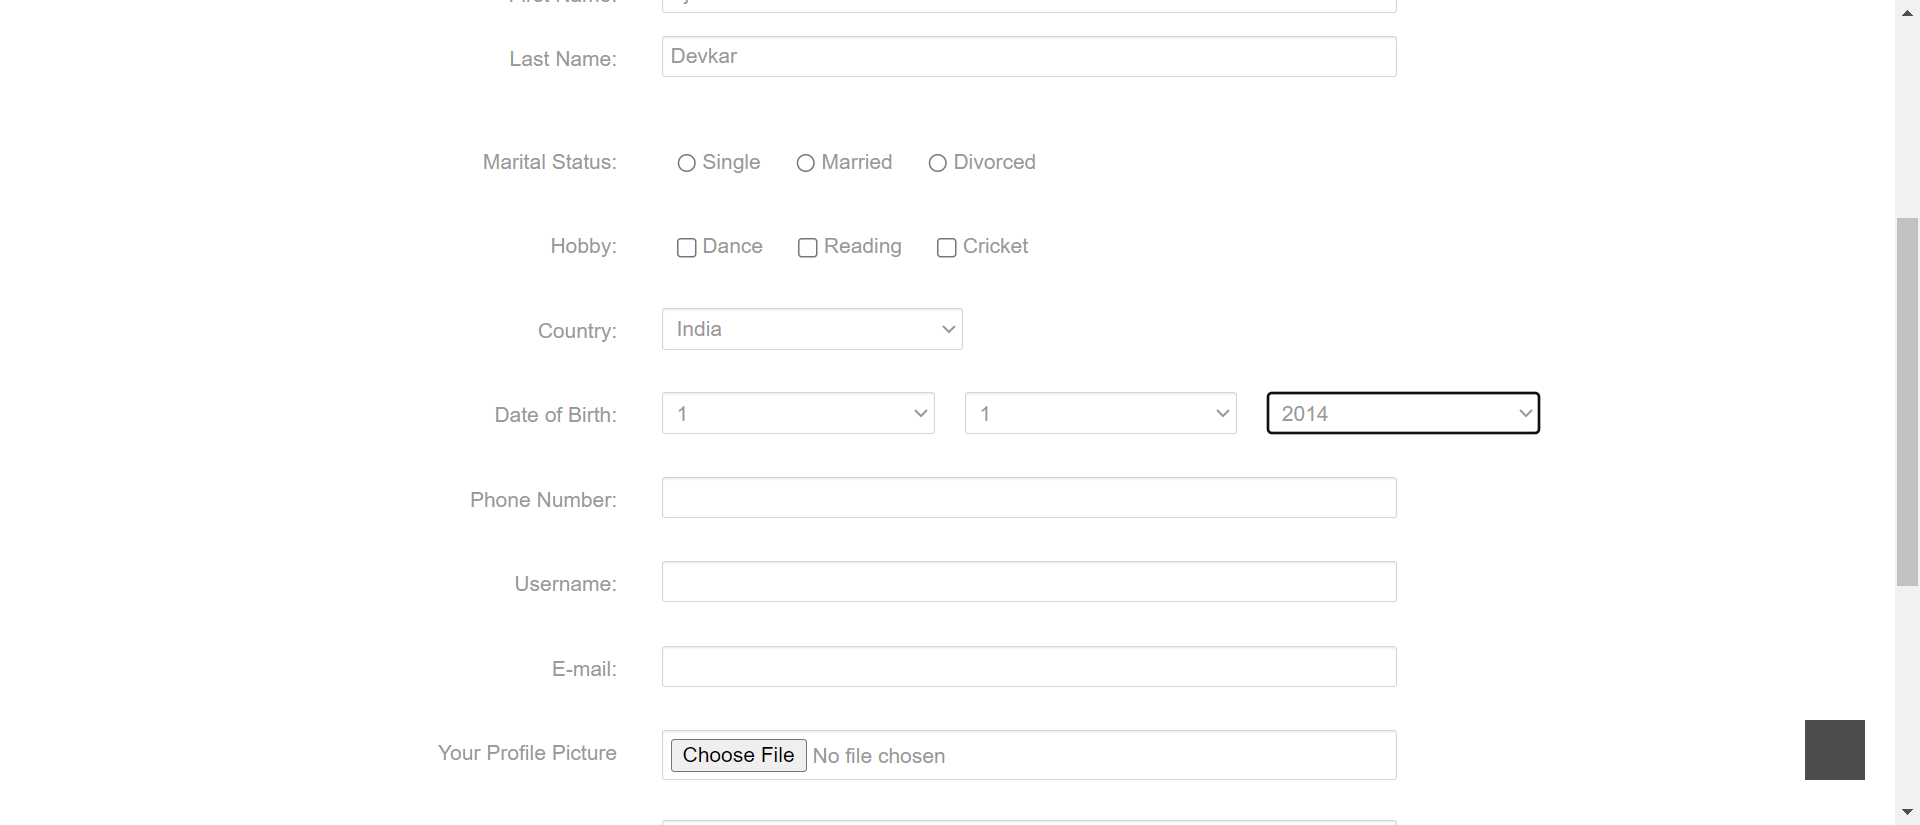 Last Name: Devkar
Marital Status: Single Married Divorced
Hobby: Dance Reading Cricket
Country: India
Date of Birth: 1 1 2014
Phone Number:
Username:
E-mail:
Your Profile Picture Choose File No file chosen